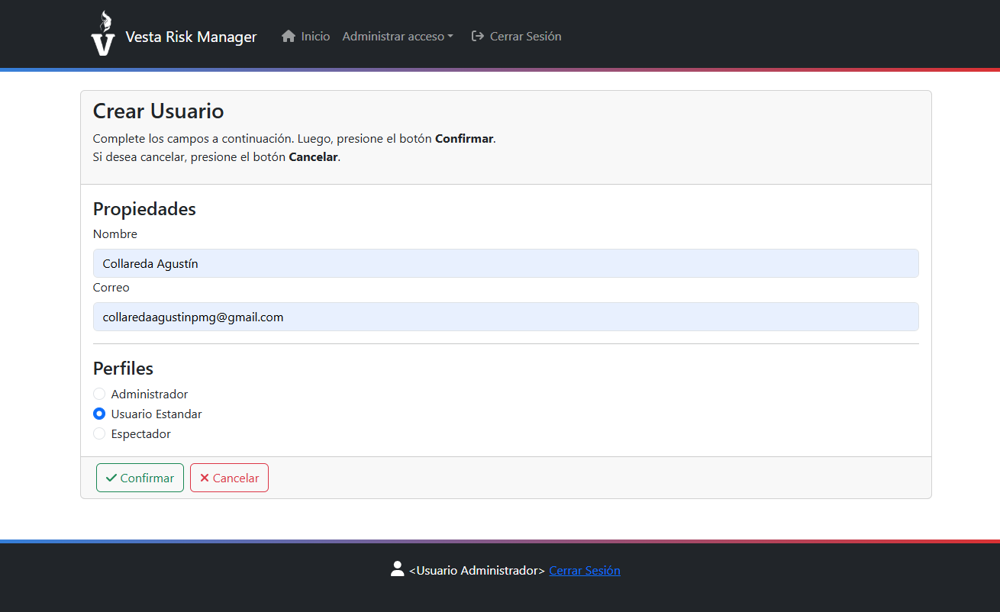 Vesta Risk Manager
Inicio
Administrar acceso
Cerrar Sesión
Crear Usuario
Complete los campos a continuación. Luego, presione el botón Confirmar.
Si desea cancelar, presione el botón Cancelar.
Propiedades
Nombre
Collareda Agustín
Correo
collaredaagustinpmg@gmail.com
Perfiles
Administrador
Usuario Estandar
Espectador
Confirmar
Cancelar
<Usuario Administrador> Cerrar Sesión